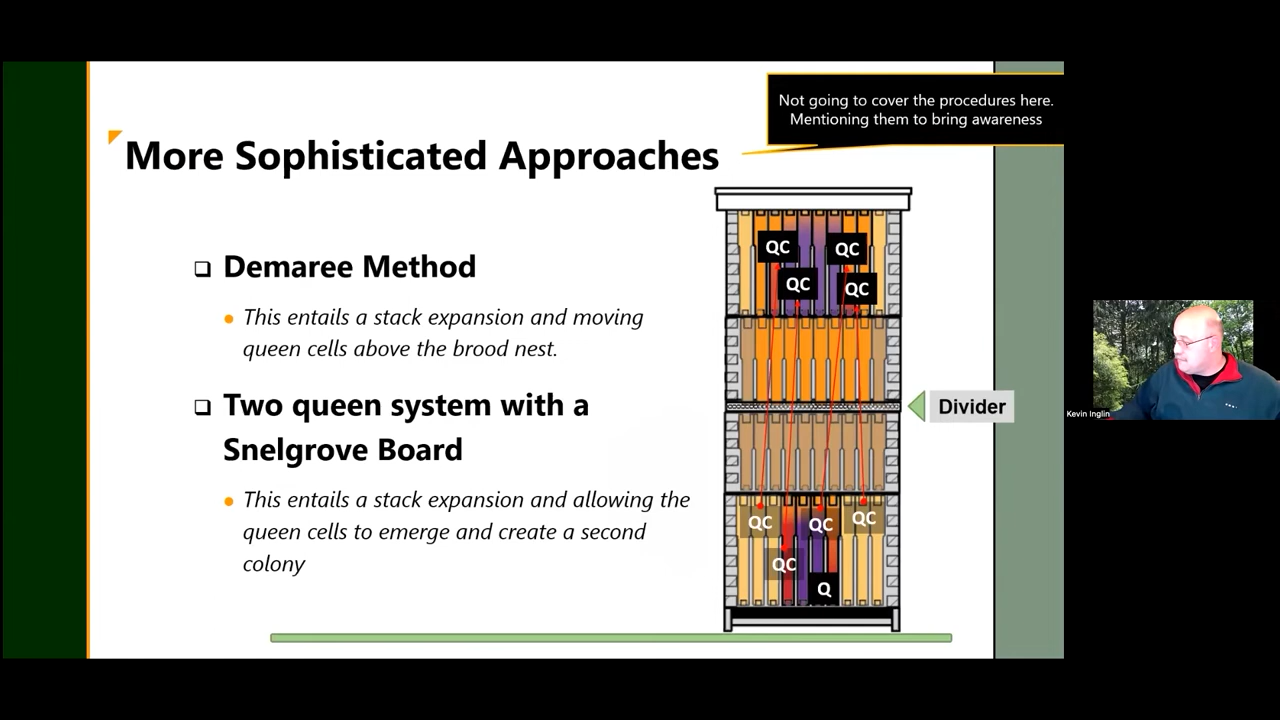 Not going to cover the procedures here.
Mentioning them to bring awareness
More Sophisticated Approaches
Demaree Method
This entails a stack expansion and moving
queen cells above the brood nest.
Two queen system with a
Snelgrove Board
This entails a stack expansion and allowing the
queen cells to emerge and create a second
colony
QC
QC
QC
QC
Divider
QC
QC
QC
QC
Q
Kevin Inglin